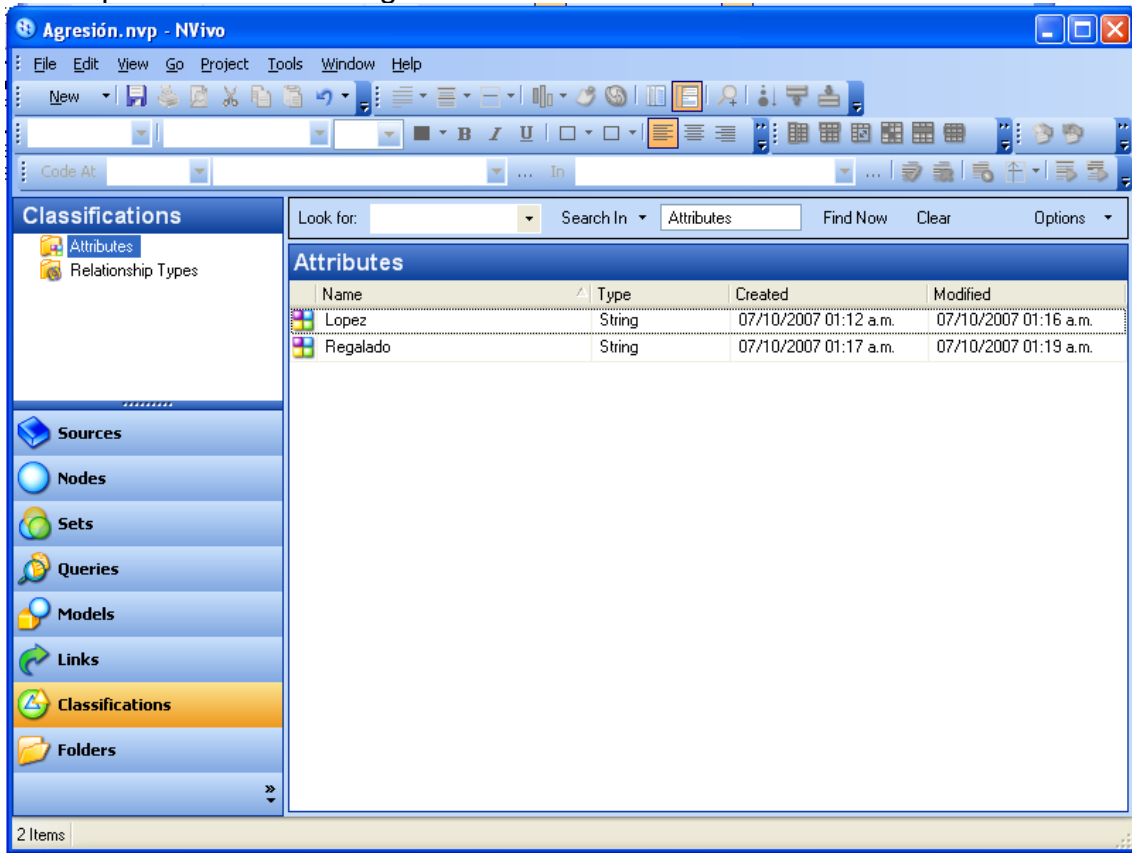 Agresión.nvp - NVivo
File Edit View Go Project Tools Window Help
New
B I U
Code At ... In ...
Classifications
Attributes
Relationship Types
Look for: Search In Attributes Find Now Clear Options
Attributes
Name Type Created Modified
Lopez String 07/10/2007 01:12 a.m. 07/10/2007 01:16 a.m.
Regalado String 07/10/2007 01:17 a.m. 07/10/2007 01:19 a.m.
Sources
Nodes
Sets
Queries
Models
Links
Classifications
Folders
2 Items